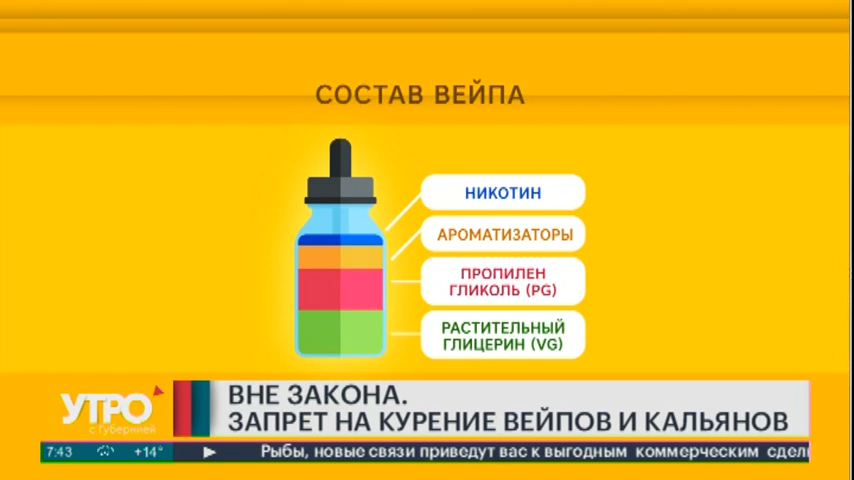 СОСТАВ ВЕЙПА
НИКОТИН
АРОМАТИЗАТОРЫ
ПРОПИЛЕН
ГЛИКОЛЬ (PG)
РАСТИТЕЛЬНЫЙ
ГЛИЦЕРИН (VG)
УТРО
с Губернией
ВНЕ ЗАКОНА.
ЗАПРЕТ НА КУРЕНИЕ ВЕЙПОВ И КАЛЬЯНОВ
7:43 +14° Рыбы, новые связи приведут вас к выгодным коммерческим